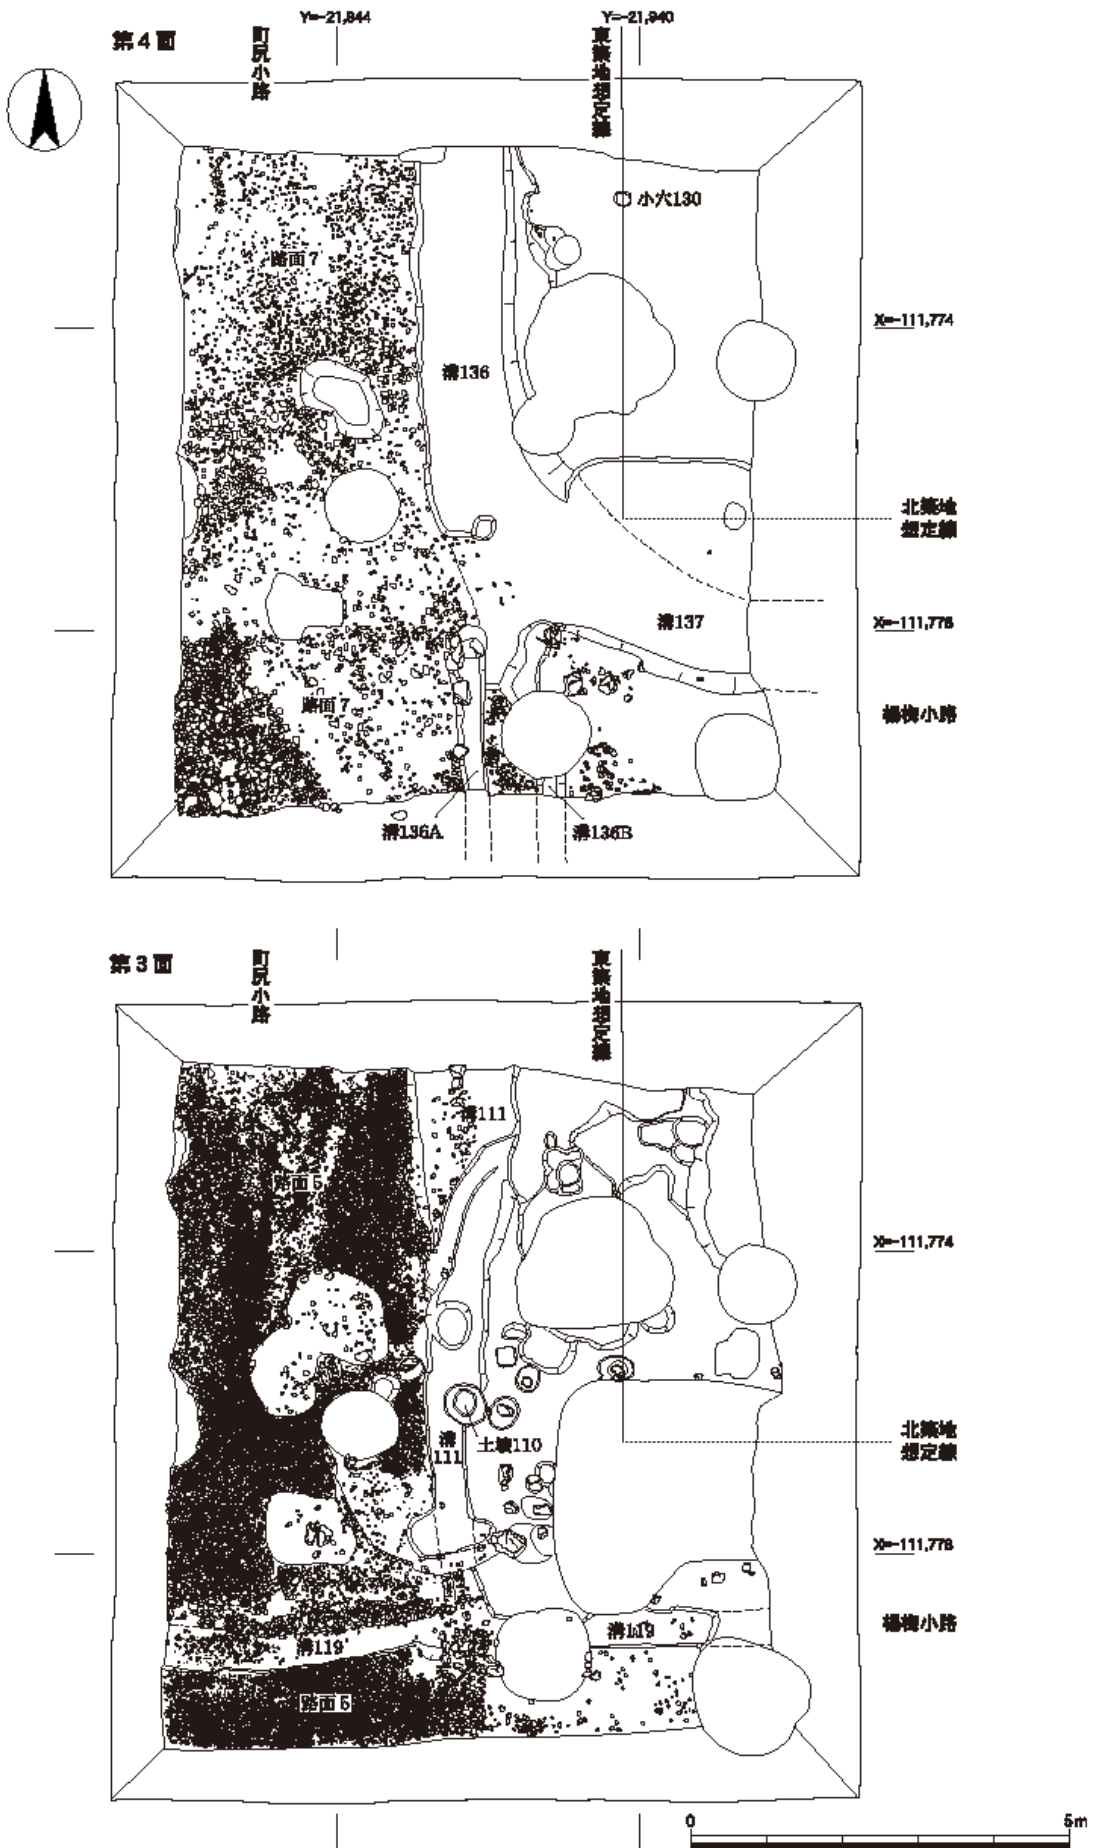 第4面
町尻小路
Y=-21,844
Y=-21,840
東築地想定線
小穴130
路面7
X=-111,774
溝136
北築地
想定線
溝137
X=-111,778
路面7
楊梅小路
溝136A
溝136B
第3面
町尻小路
東築地想定線
溝111
路面5
X=-111,774
溝
111
土壙110
北築地
想定線
X=-111,778
楊梅小路
溝119
溝119
路面5
0
5m